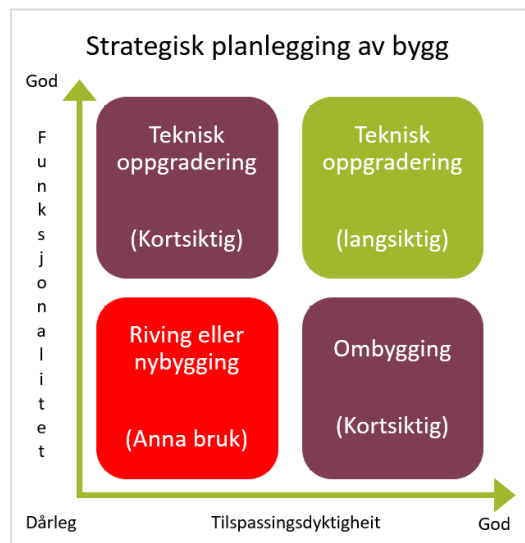 Strategisk planlegging av bygg
God
Funksjonalitet
Teknisk
oppgradering
(Kortsiktig)
Teknisk
oppgradering
(langsiktig)
Riving eller
nybygging
(Anna bruk)
Ombygging
(Kortsiktig)
Dårleg
Tilspassingsdyktigheit
God